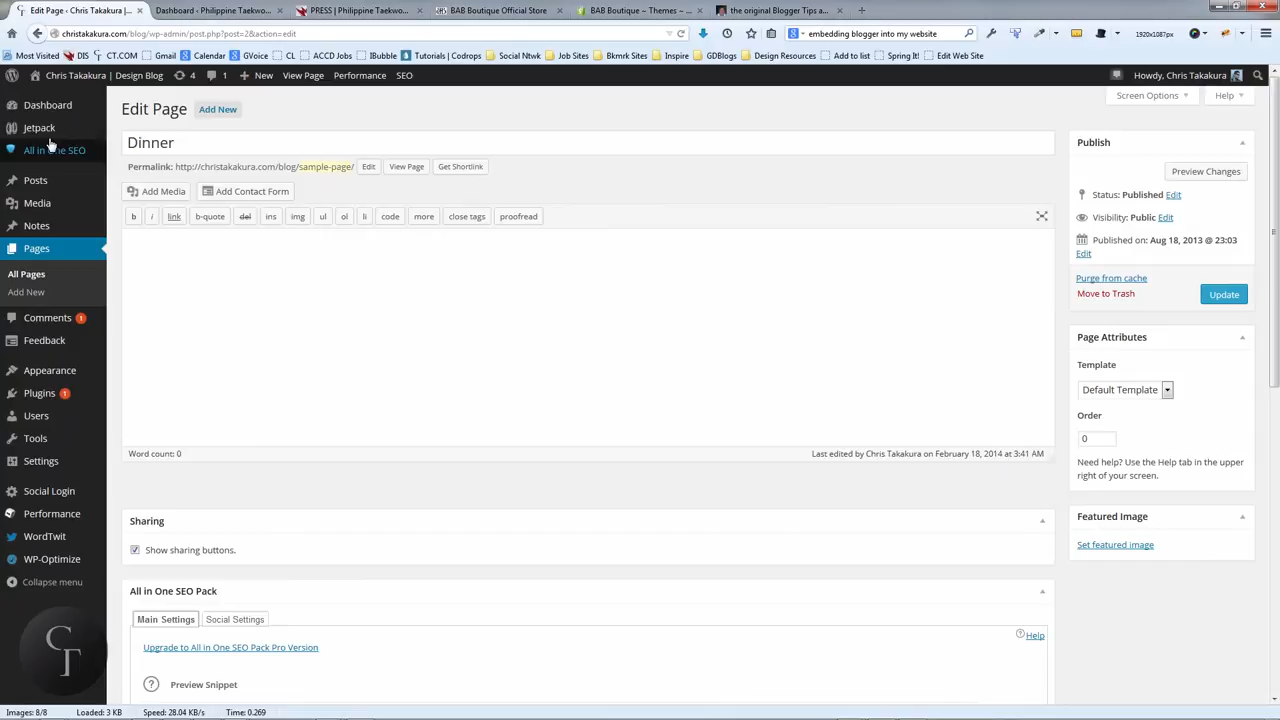 Edit Page - Chris Takakura | D...
Dashboard - Philippine Taekwo...
PRESS | Philippine Taekwo...
BAB Boutique Official Store
BAB Boutique ~ Themes ~ ...
the original Blogger Tips a...
christakakura.com/blog/wp-admin/post.php?post=2&action=edit
embedding blogger into my website
1920x1087px
Most Visited
DIS
CT.COM
Gmail
Calendar
GVoice
CL
ACCD Jobs
IBubble
Tutorials | Codrops
Social Ntwk
Job Sites
Bkmrk Sites
Inspire
GDBlogs
Design Resources
Add to list
Spring It!
Edit Web Site
Chris Takakura | Design Blog
4
1
New
View Page
Performance
SEO
Howdy, Chris Takakura
Dashboard
Jetpack
All in One SEO
Posts
Media
Notes
Pages
All Pages
Add New
Comments 1
Feedback
Appearance
Plugins 1
Users
Tools
Settings
Social Login
Performance
WordTwit
WP-Optimize
Collapse menu
CT
Screen Options
Help
Edit Page
Add New
Dinner
Permalink: http://christakakura.com/blog/sample-page/
Edit
View Page
Get Shortlink
Add Media
Add Contact Form
b
i
link
b-quote
del
ins
img
ul
ol
li
code
more
close tags
proofread
Word count: 0
Last edited by Chris Takakura on February 18, 2014 at 3:41 AM
Sharing
Show sharing buttons.
All in One SEO Pack
Main Settings
Social Settings
Help
Upgrade to All in One SEO Pack Pro Version
?
Preview Snippet
Publish
Preview Changes
Status: Published Edit
Visibility: Public Edit
Published on: Aug 18, 2013 @ 23:03
Edit
Purge from cache
Move to Trash
Update
Page Attributes
Template
Default Template
Order
0
Need help? Use the Help tab in the upper
right of your screen.
Featured Image
Set featured image
Images: 8/8
Loaded: 3 KB
Speed: 28.04 KB/s
Time: 0.269